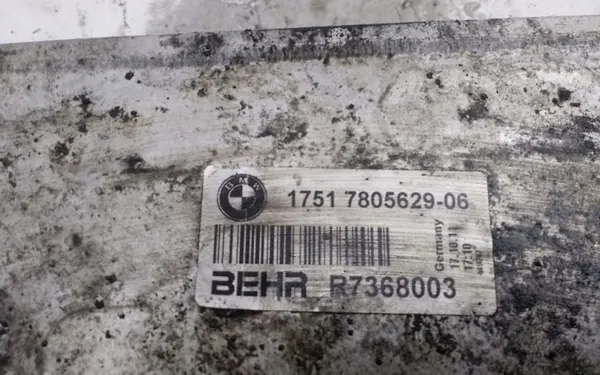 BMW
1751 7805629-06
BEHR R7368003
Germany
17.10.11
17:10